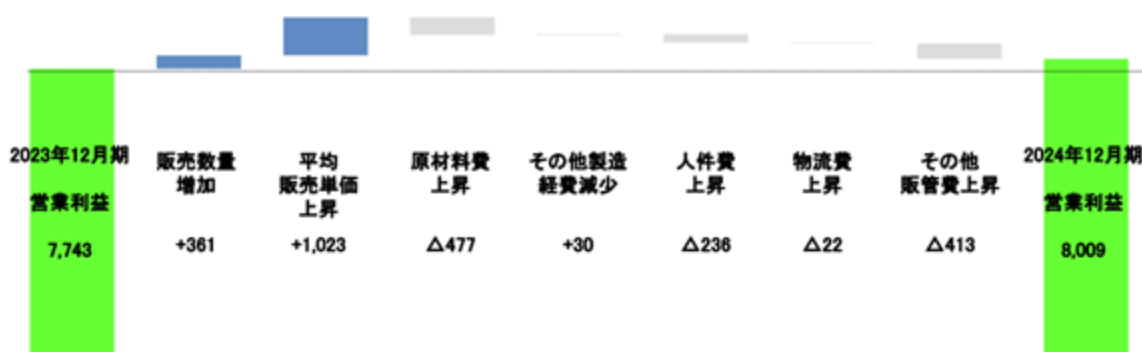 2023年12月期
営業利益
7,743
販売数量
増加
+361
平均
販売単価
上昇
+1,023
原材料費
上昇
△477
その他製造
経費減少
+30
人件費
上昇
△236
物流費
上昇
△22
その他
販管費上昇
△413
2024年12月期
営業利益
8,009